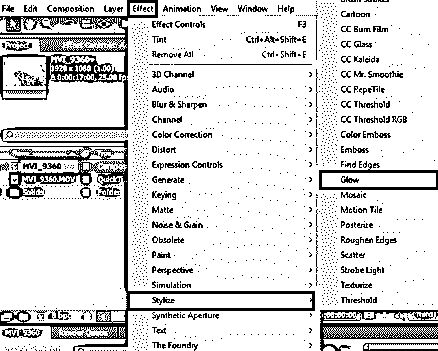 File Edit Composition Layer Effect Animation View Window Help
Effect Controls F3
Tint Ctrl+Alt+Shift+E
Remove All Ctrl+Shift+E
3D Channel
Audio
Blur & Sharpen
Channel
Color Correction
Distort
Expression Controls
Generate
Keying
Matte
Noise & Grain
Obsolete
Paint
Perspective
Simulation
Stylize
Synthetic Aperture
Text
The Foundry
Cartoon
CC Burn Film
CC Glass
CC Kaleida
CC Mr. Smoothie
CC RepeTile
CC Threshold
CC Threshold RGB
Color Emboss
Emboss
Find Edges
Glow
Mosaic
Motion Tile
Posterize
Roughen Edges
Scatter
Strobe Light
Texturize
Threshold
Project
MVI_9360
MVI_9360.MOV
Solids
MVI_9360